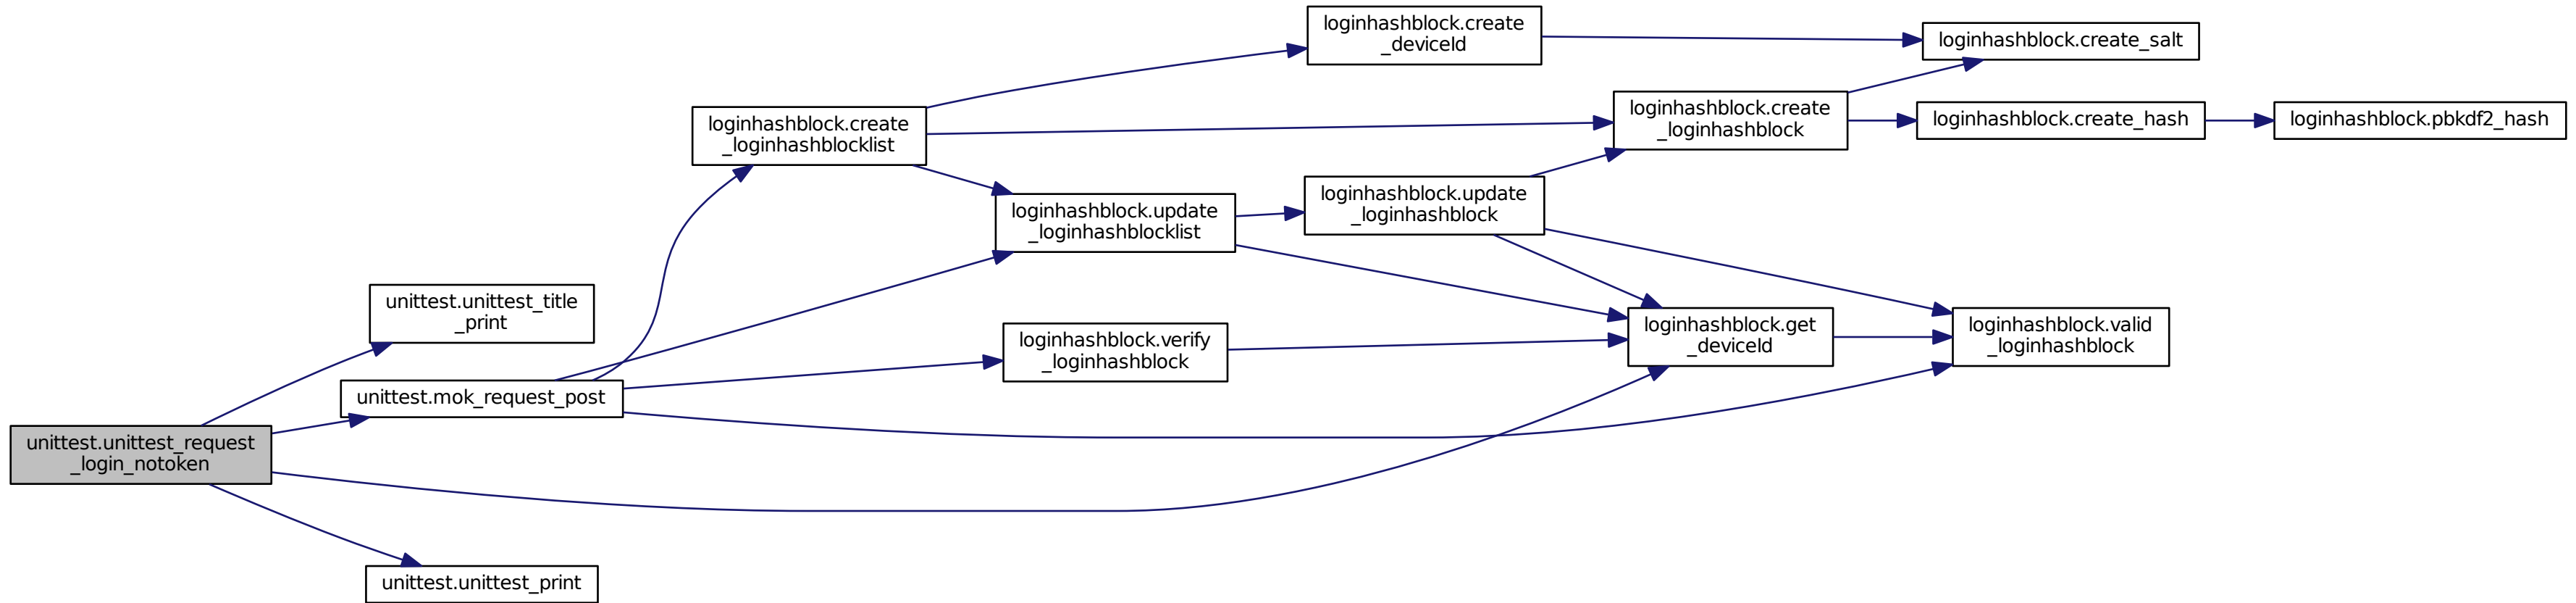 loginhashblock.create
_deviceId
loginhashblock.create_salt
loginhashblock.create
_loginhashblocklist
loginhashblock.create
_loginhashblock
loginhashblock.create_hash
loginhashblock.pbkdf2_hash
loginhashblock.update
_loginhashblocklist
loginhashblock.update
_loginhashblock
unittest.unittest_title
_print
loginhashblock.verify
_loginhashblock
loginhashblock.get
_deviceId
loginhashblock.valid
_loginhashblock
unittest.mok_request_post
unittest.unittest_request
_login_notoken
unittest.unittest_print